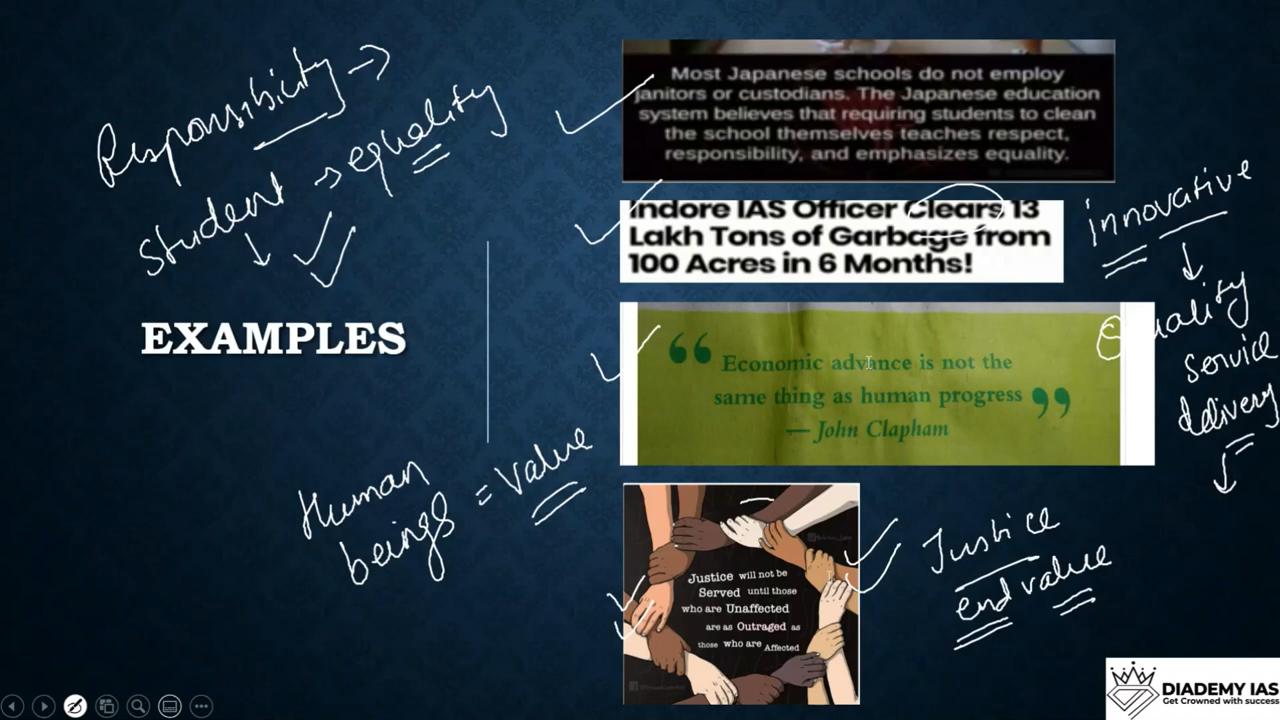 Responsibility →
Student → equality
↓
EXAMPLES
Human
beings = Value
Most Japanese schools do not employ
janitors or custodians. The Japanese education
system believes that requiring students to clean
the school themselves teaches respect,
responsibility, and emphasizes equality.
Indore IAS Officer Clears 13
Lakh Tons of Garbage from
100 Acres in 6 Months!
innovative
↓
Quality
Service
delivery
“ Economic advance is not the
same thing as human progress ”
— John Clapham
Justice will not be
Served until those
who are Unaffected
are as Outraged as
those who are Affected
Justice
end value
DIADEMY IAS
Get Crowned with success